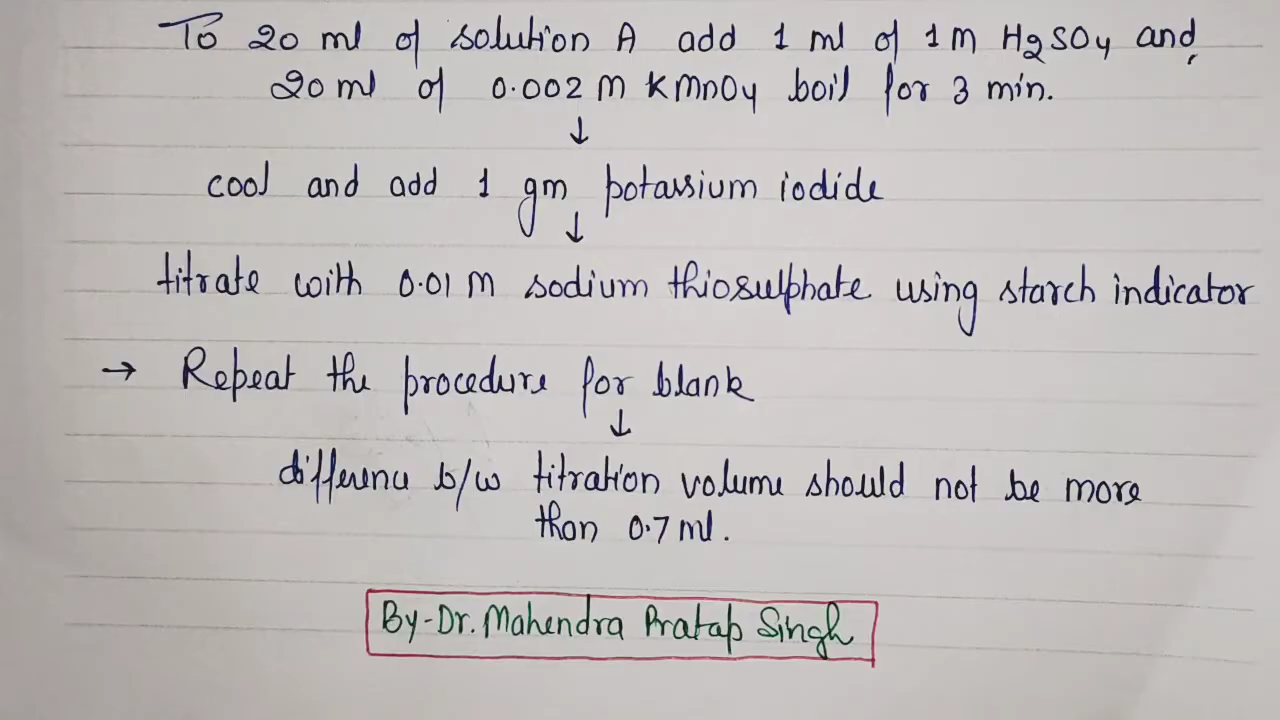 To 20 ml of solution A add 1 ml of 1M H2SO4 and
20 ml of 0.002 M KMnO4 boil for 3 min.
↓
cool and add 1 gm potassium iodide
↓
titrate with 0.01 M sodium thiosulphate using starch indicator
→ Repeat the procedure for blank
↓
difference b/w titration volume should not be more
than 0.7 ml.
By-Dr. Mahendra Pratap Singh